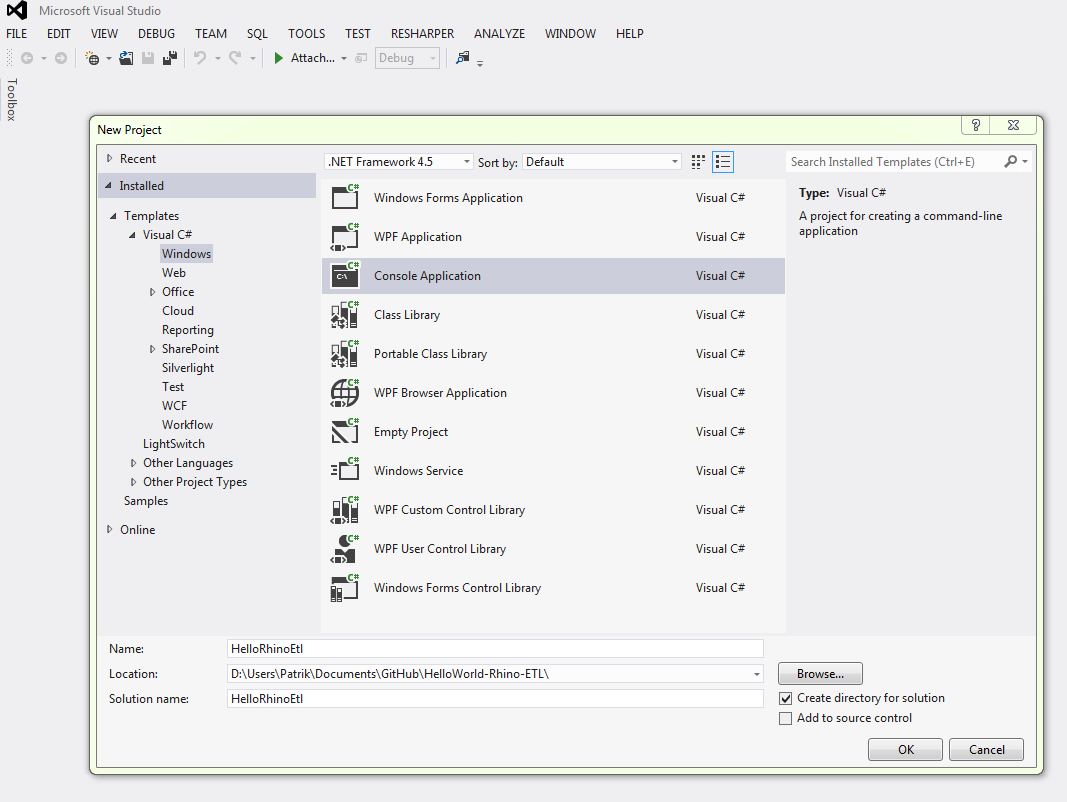 Microsoft Visual Studio
FILE EDIT VIEW DEBUG TEAM SQL TOOLS TEST RESHARPER ANALYZE WINDOW HELP
Attach... Debug
Toolbox
New Project
Recent
Installed
Templates
Visual C#
Windows
Web
Office
Cloud
Reporting
SharePoint
Silverlight
Test
WCF
Workflow
LightSwitch
Other Languages
Other Project Types
Samples
Online
.NET Framework 4.5 Sort by: Default
Windows Forms Application Visual C#
WPF Application Visual C#
Console Application Visual C#
Class Library Visual C#
Portable Class Library Visual C#
WPF Browser Application Visual C#
Empty Project Visual C#
Windows Service Visual C#
WPF Custom Control Library Visual C#
WPF User Control Library Visual C#
Windows Forms Control Library Visual C#
Search Installed Templates (Ctrl+E)
Type: Visual C#
A project for creating a command-line
application
Name: HelloRhinoEtl
Location: D:\Users\Patrik\Documents\GitHub\HelloWorld-Rhino-ETL\ Browse...
Solution name: HelloRhinoEtl
Create directory for solution
Add to source control
OK Cancel